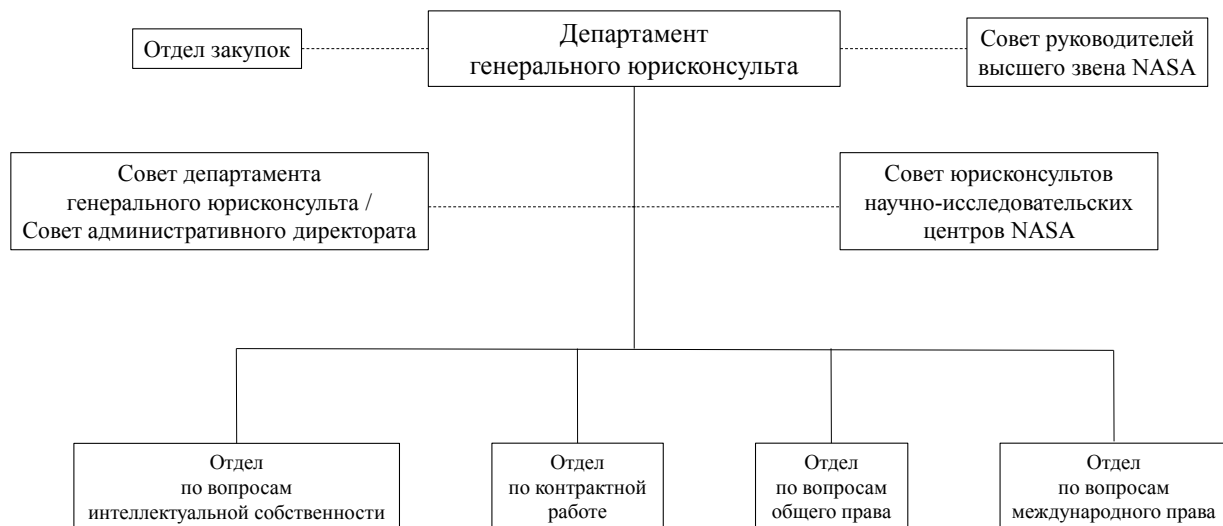 Отдел закупок
Департамент
генерального юрисконсульта
Совет руководителей
высшего звена NASA
Совет департамента
генерального юрисконсульта /
Совет административного директората
Совет юрисконсультов
научно-исследовательских
центров NASA
Отдел
по вопросам
интеллектуальной собственности
Отдел
по контрактной
работе
Отдел
по вопросам
общего права
Отдел
по вопросам
международного права